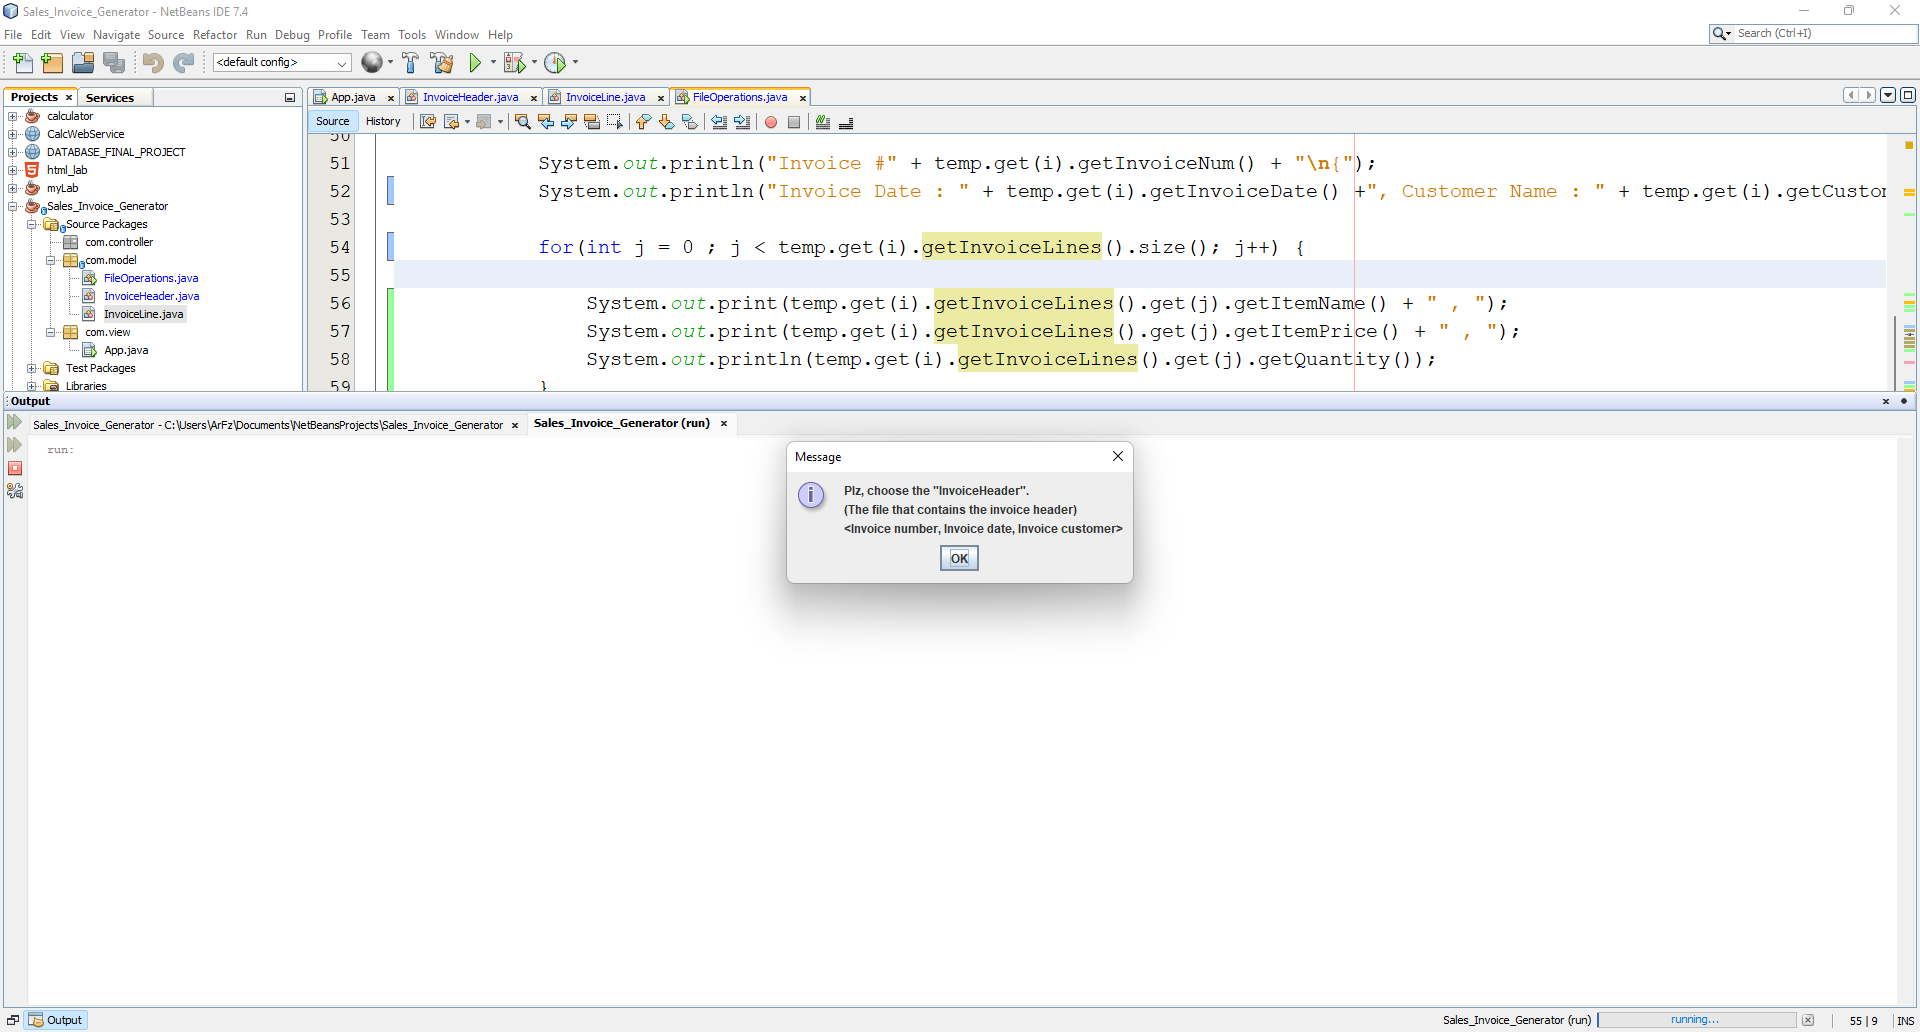 Sales_Invoice_Generator - NetBeans IDE 7.4
File Edit View Navigate Source Refactor Run Debug Profile Team Tools Window Help
Search (Ctrl+I)
<default config>
Projects Services
calculator
CalcWebService
DATABASE_FINAL_PROJECT
html_lab
myLab
Sales_Invoice_Generator
Source Packages
com.controller
com.model
FileOperations.java
InvoiceHeader.java
InvoiceLine.java
com.view
App.java
Test Packages
Libraries
App.java InvoiceHeader.java InvoiceLine.java FileOperations.java
Source History
50
51 System.out.println("Invoice #" + temp.get(i).getInvoiceNum() + "\n{");
52 System.out.println("Invoice Date : " + temp.get(i).getInvoiceDate() +", Customer Name : " + temp.get(i).getCuston
53
54 for(int j = 0 ; j < temp.get(i).getInvoiceLines().size(); j++) {
55
56 System.out.print(temp.get(i).getInvoiceLines().get(j).getItemName() + " , ");
57 System.out.print(temp.get(i).getInvoiceLines().get(j).getItemPrice() + " , ");
58 System.out.println(temp.get(i).getInvoiceLines().get(j).getQuantity());
59 }
Output
Sales_Invoice_Generator - C:\Users\ArFz\Documents\NetBeansProjects\Sales_Invoice_Generator Sales_Invoice_Generator (run)
run:
Message
Plz, choose the "InvoiceHeader".
(The file that contains the invoice header)
<Invoice number, Invoice date, Invoice customer>
OK
Output
Sales_Invoice_Generator (run) running... 55 | 9 INS